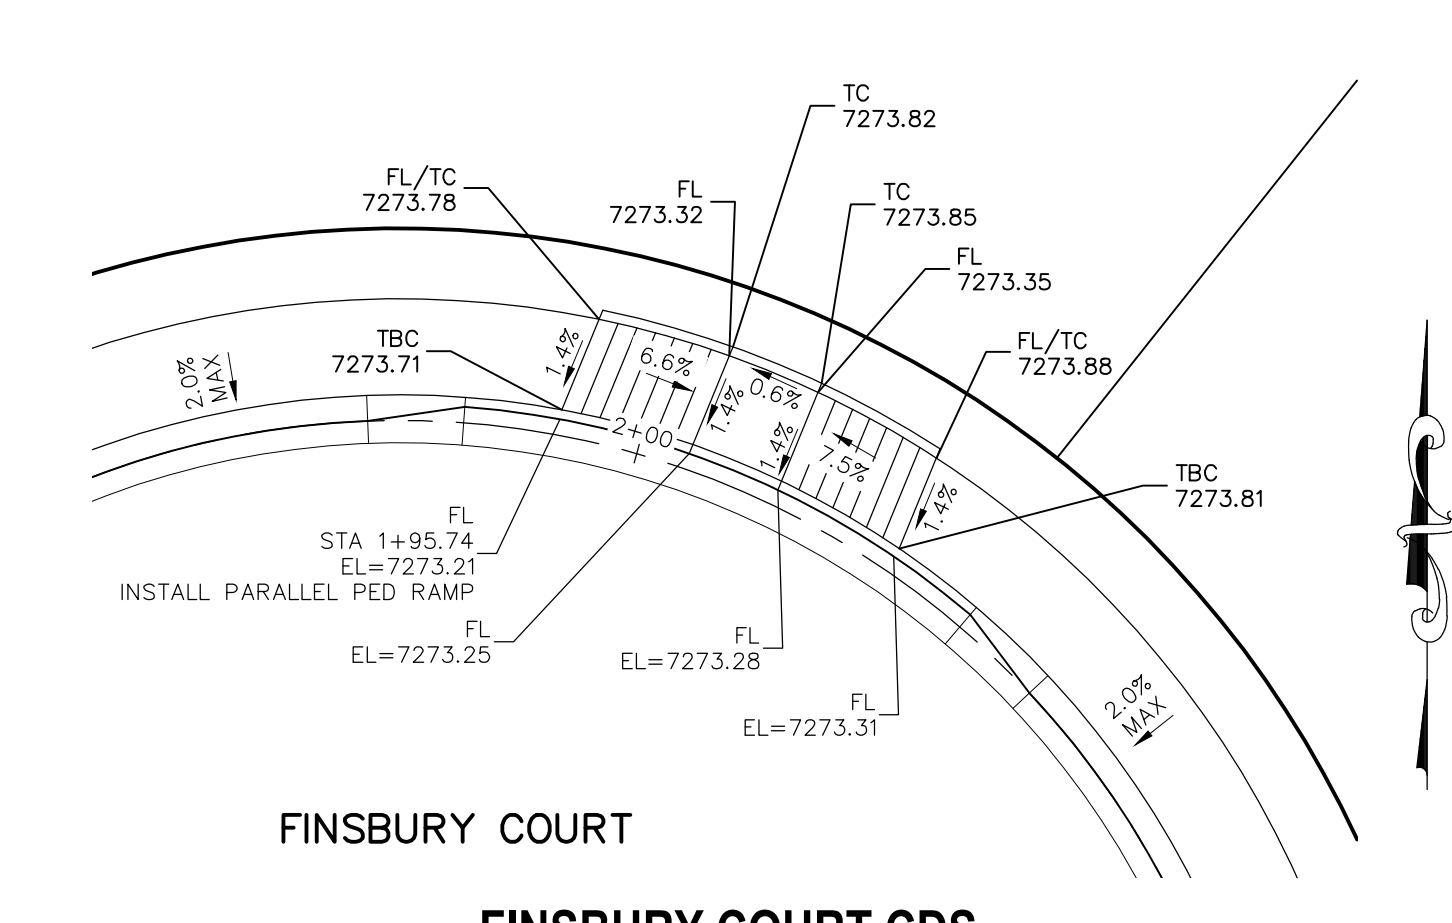 TC
7273.82
FL/TC
7273.78
FL
7273.32
TC
7273.85
FL
7273.35
TBC
7273.71
FL/TC
7273.88
2.0%
MAX
1.4%
6.6%
1.4%
0.6%
1.4%
7.5%
1.4%
2+00
TBC
7273.81
FL
STA 1+95.74
EL=7273.21
INSTALL PARALLEL PED RAMP
FL
EL=7273.25
FL
EL=7273.28
FL
EL=7273.31
2.0%
MAX
FINSBURY COURT
FINSBURY COURT CDS